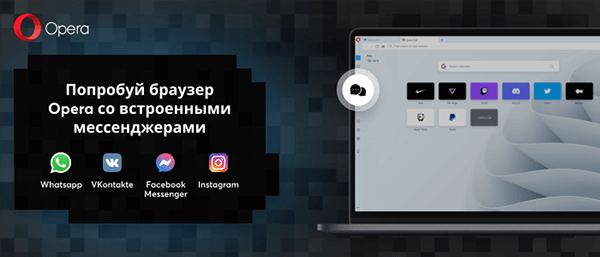 Opera
Попробуй браузер
Opera со встроенными
мессенджерами
Whatsapp
VKontakte
Facebook
Messenger
Instagram